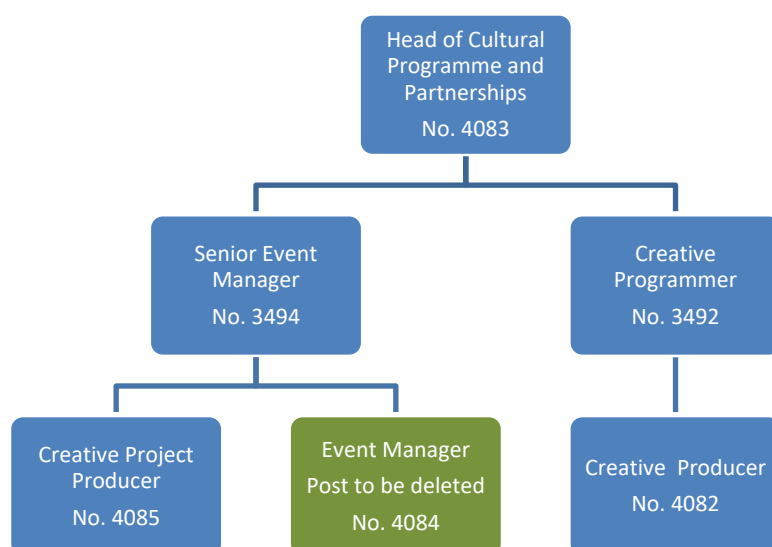 Head of Cultural
Programme and
Partnerships
No. 4083
Senior Event
Manager
No. 3494
Creative
Programmer
No. 3492
Creative Project
Producer
No. 4085
Event Manager
Post to be deleted
No. 4084
Creative  Producer
No. 4082